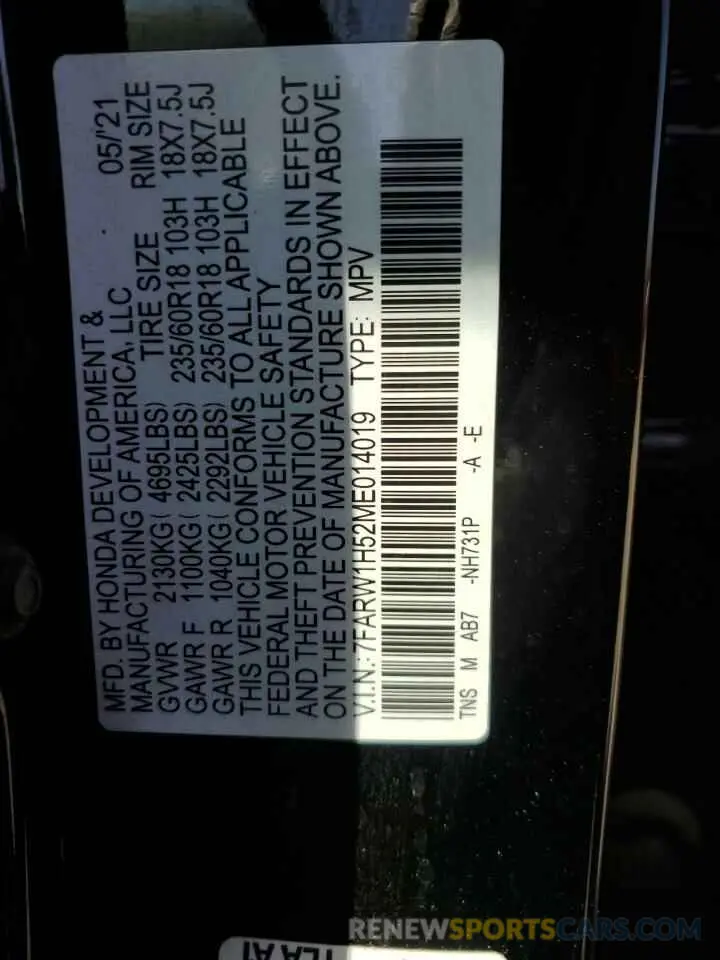 MFD. BY HONDA DEVELOPMENT & 05/'21
MANUFACTURING OF AMERICA, LLC
TIRE SIZE RIM SIZE
GVWR 2130KG( 4695LBS)
GAWR F 1100KG( 2425LBS) 235/60R18 103H 18X7.5J
GAWR R 1040KG( 2292LBS) 235/60R18 103H 18X7.5J
THIS VEHICLE CONFORMS TO ALL APPLICABLE
FEDERAL MOTOR VEHICLE SAFETY
AND THEFT PREVENTION STANDARDS IN EFFECT
ON THE DATE OF MANUFACTURE SHOWN ABOVE.
V.I.N.: 7FARW1H52ME014019 TYPE: MPV
TNS M AB7 -NH731P -A -E
RENEWSPORTSCARS.COM